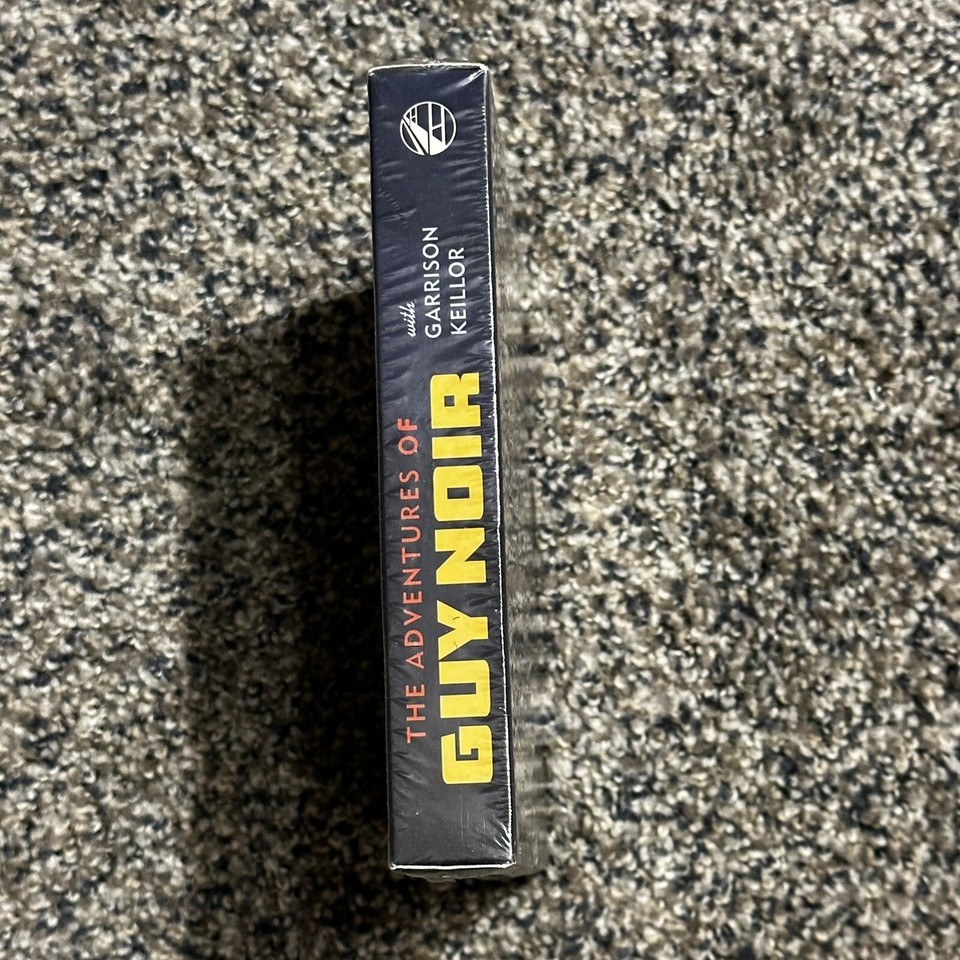 THE ADVENTURES OF
GUY NOIR
with
GARRISON
KEILLOR